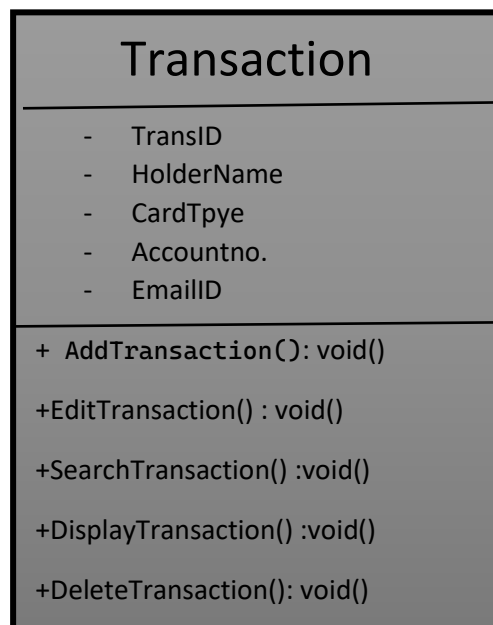 Transaction
- TransID
- HolderName
- CardTpye
- Accountno.
- EmailID
+ AddTransaction(): void()
+EditTransaction() : void()
+SearchTransaction() :void()
+DisplayTransaction() :void()
+DeleteTransaction(): void()